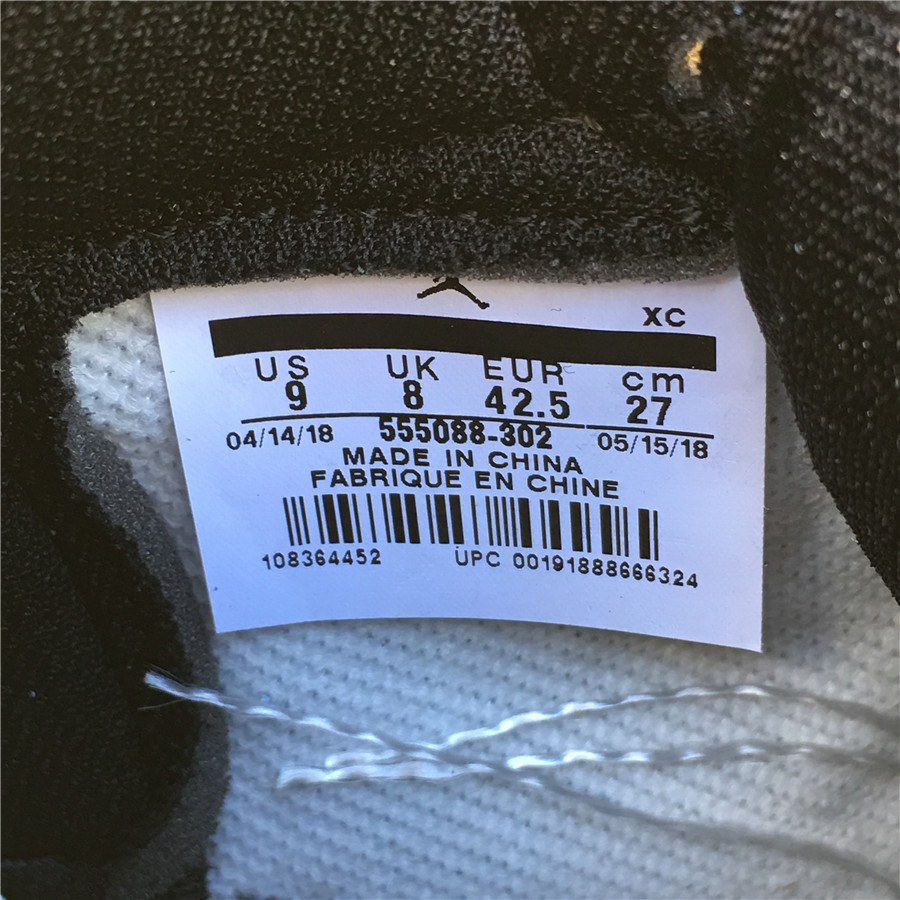 XC
US UK EUR cm
9 8 42.5 27
04/14/18 555088-302 05/15/18
MADE IN CHINA
FABRIQUE EN CHINE
108364452 UPC 00191888666324